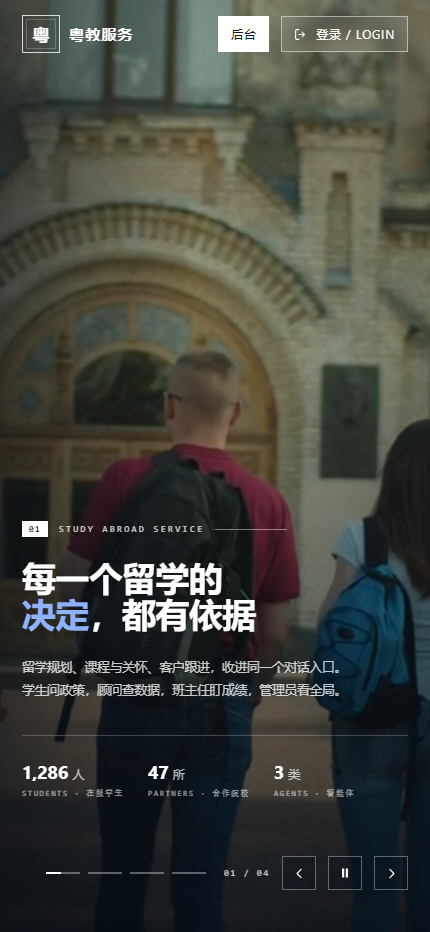 粤 粤教服务 后台 登录 / LOGIN
01 STUDY ABROAD SERVICE
每一个留学的
决定，都有依据
留学规划、课程与关怀、客户跟进，收进同一个对话入口。
学生问政策，顾问查数据，班主任盯成绩，管理员看全局。
1,286 人 47 所 3 类
STUDENTS · 在服学生 PARTNERS · 合作院校 AGENTS · 智能体
01 / 04